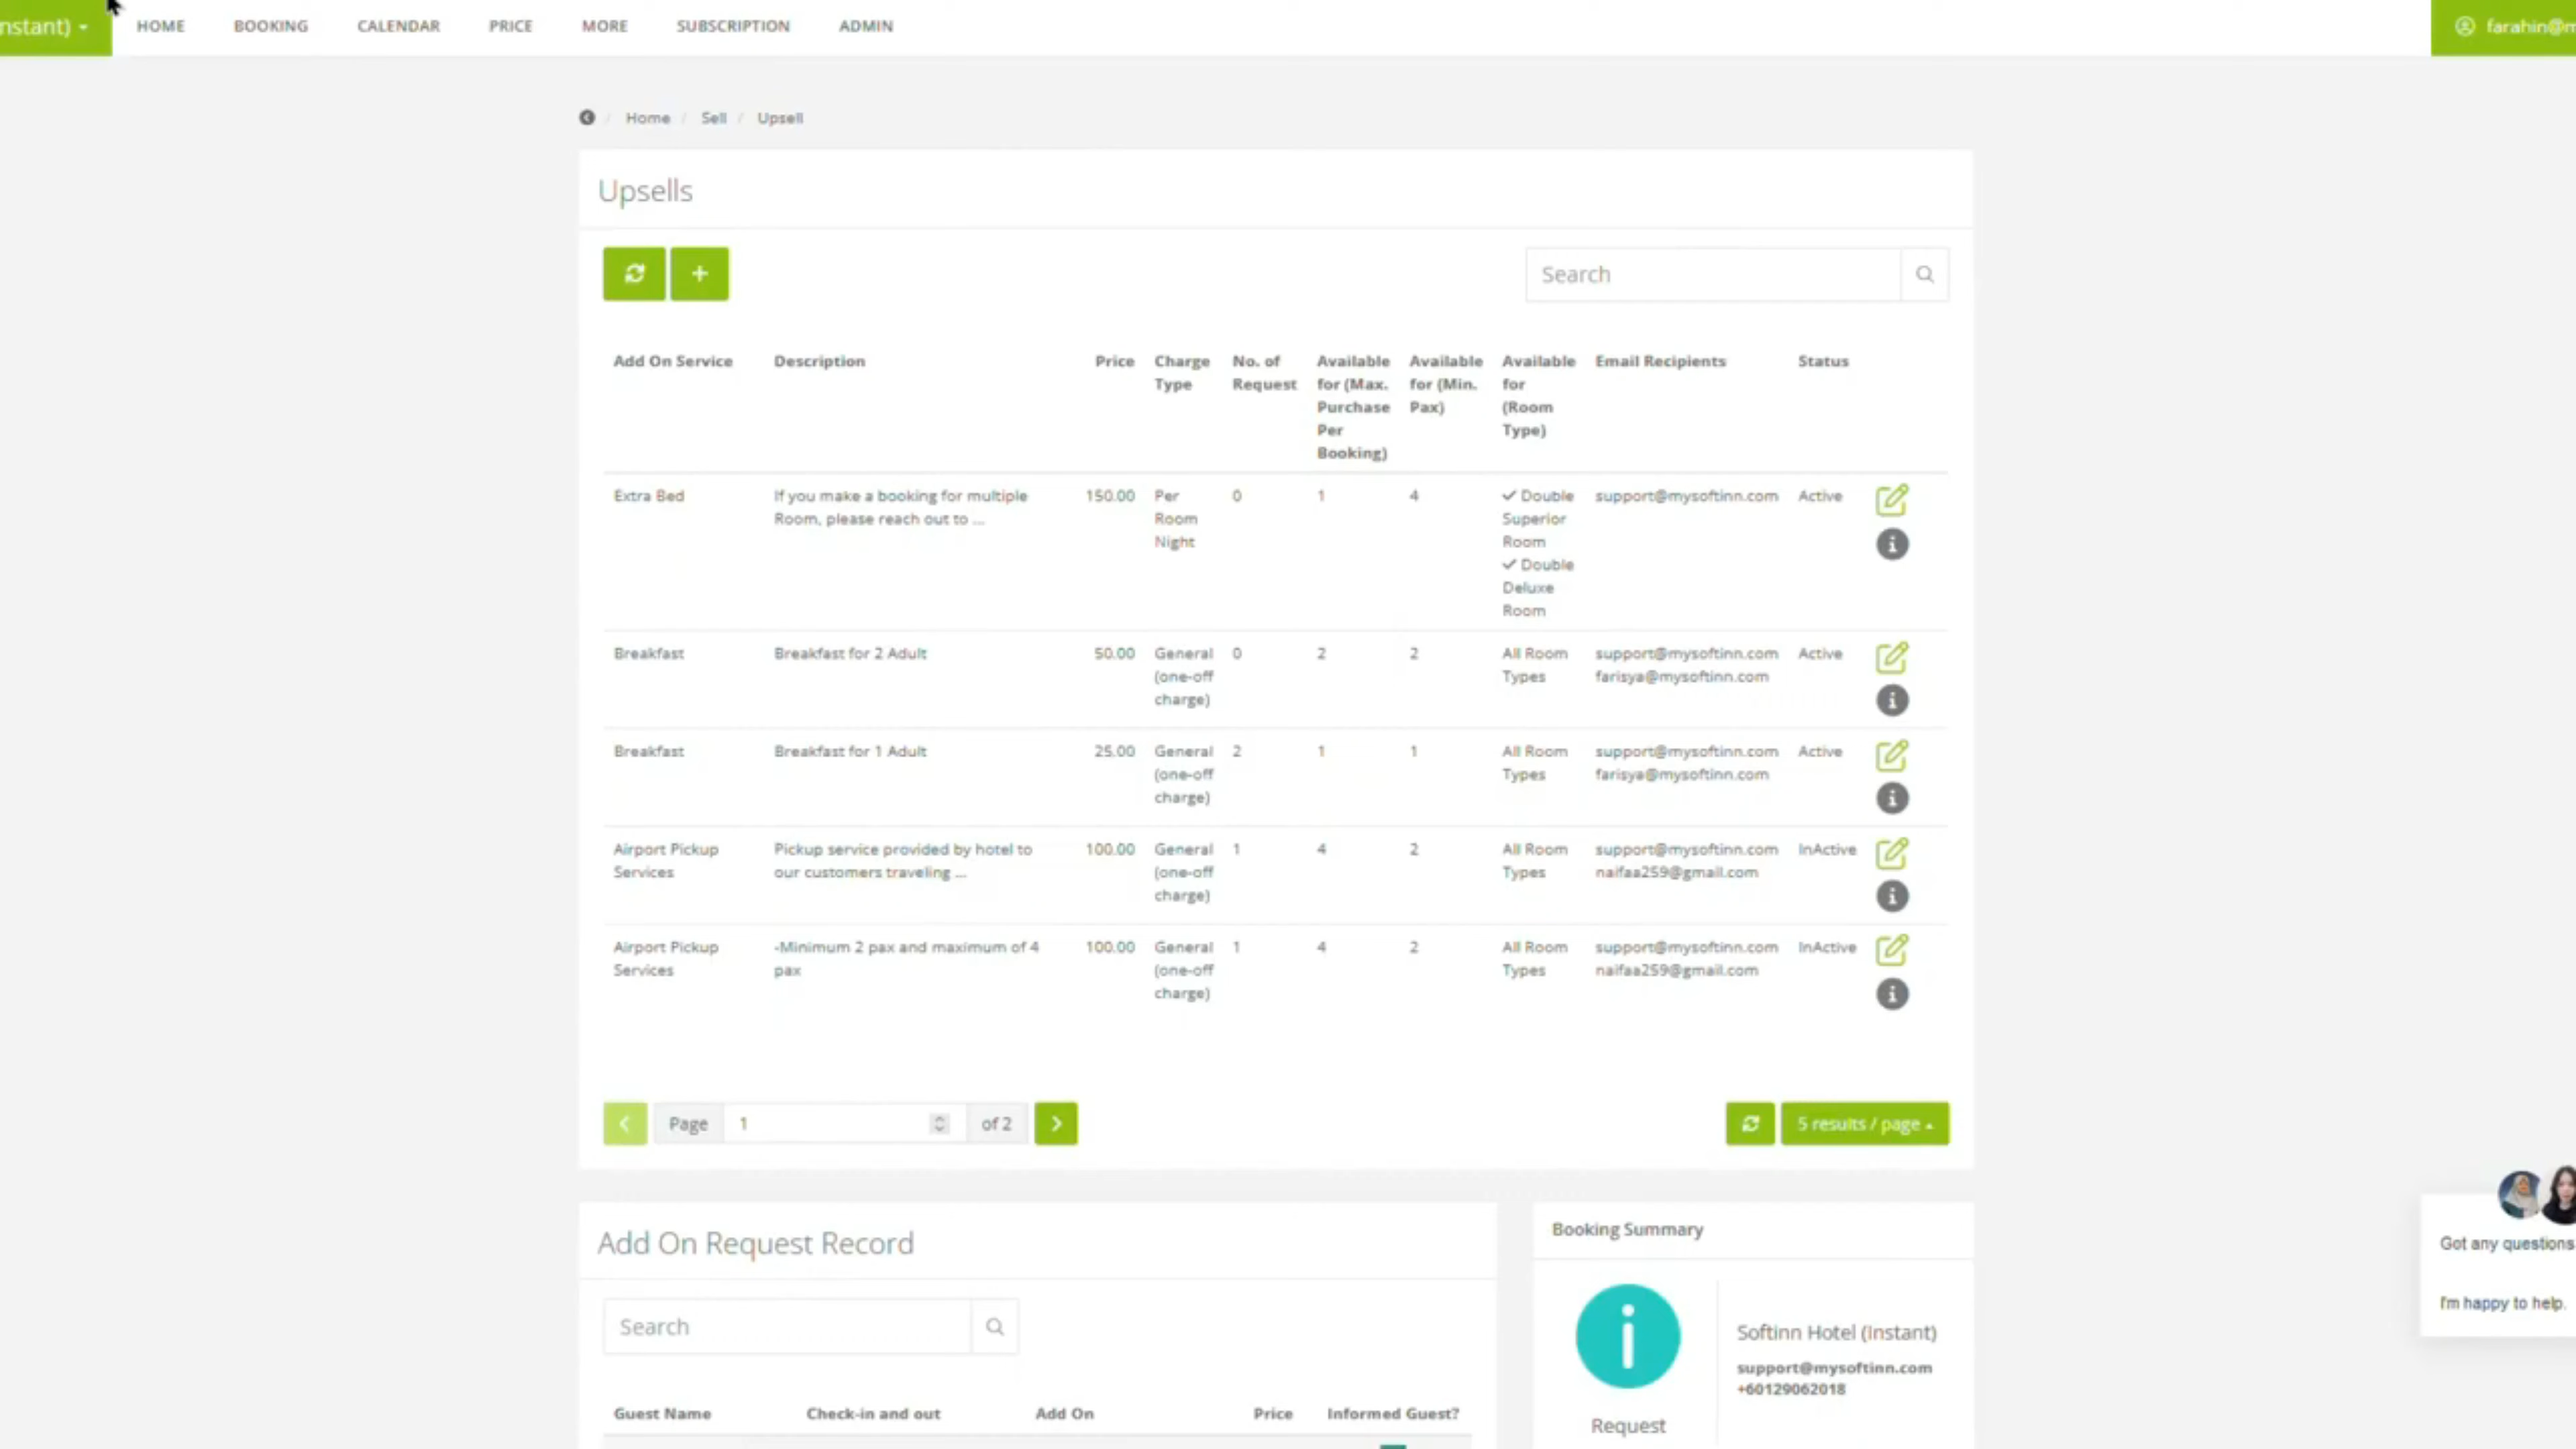 nstant)
HOME BOOKING CALENDAR PRICE MORE SUBSCRIPTION ADMIN
farahin@m
/ Home / Sell / Upsell
Upsells
+
Search
Add On Service Description Price Charge Type No. of Request Available for (Max. Purchase Per Booking) Available for (Min. Pax) Available for (Room Type) Email Recipients Status
Extra Bed If you make a booking for multiple Room, please reach out to ... 150.00 Per Room Night 0 1 4 ✓ Double Superior Room ✓ Double Deluxe Room support@mysoftinn.com Active
Breakfast Breakfast for 2 Adult 50.00 General (one-off charge) 0 2 2 All Room Types support@mysoftinn.com farisya@mysoftinn.com Active
Breakfast Breakfast for 1 Adult 25.00 General (one-off charge) 2 1 1 All Room Types support@mysoftinn.com farisya@mysoftinn.com Active
Airport Pickup Services Pickup service provided by hotel to our customers traveling ... 100.00 General (one-off charge) 1 4 2 All Room Types support@mysoftinn.com naifaa259@gmail.com InActive
Airport Pickup Services -Minimum 2 pax and maximum of 4 pax 100.00 General (one-off charge) 1 4 2 All Room Types support@mysoftinn.com naifaa259@gmail.com InActive
Page 1 of 2
5 results / page
Add On Request Record
Search
Guest Name Check-in and out Add On Price Informed Guest?
Booking Summary
Softinn Hotel (Instant)
support@mysoftinn.com
+60129062018
Request
Got any questions
I'm happy to help.